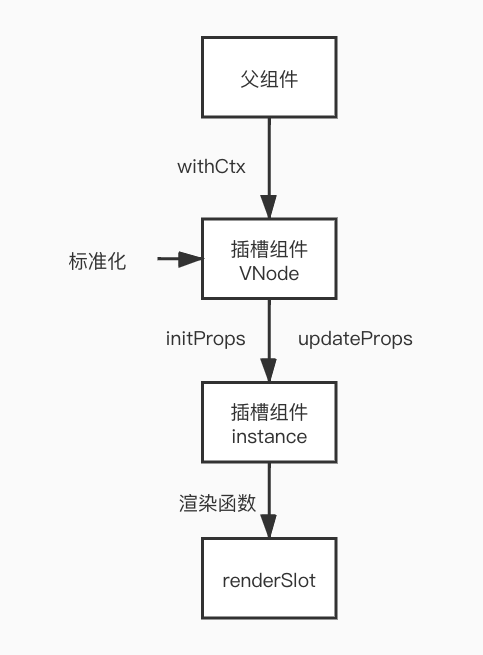 父组件
withCtx
插槽组件
VNode
标准化
initProps
updateProps
插槽组件
instance
渲染函数
renderSlot